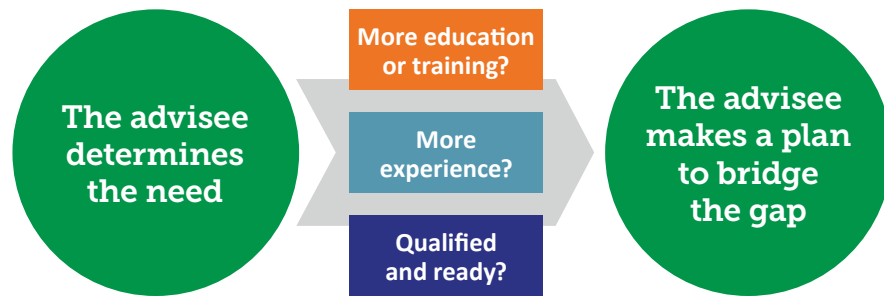 The advisee
determines
the need
More education
or training?
More
experience?
Qualified
and ready?
The advisee
makes a plan
to bridge
the gap